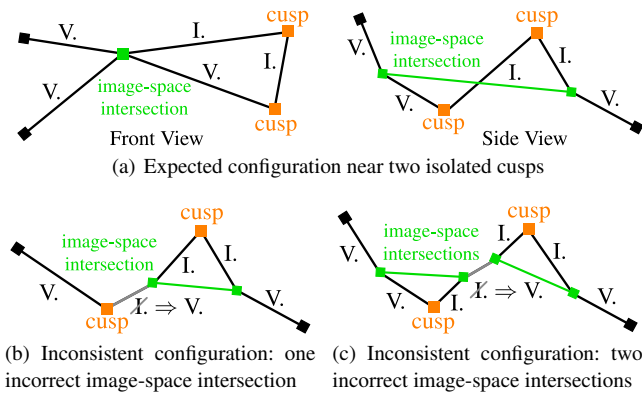 cusp
V.
I.
I.
V.
V.
image-space
intersection
cusp
Front View
cusp
V.
image-space
intersection
I.
I.
V.
V.
cusp
Side View
(a) Expected configuration near two isolated cusps
cusp
image-space
intersection
I.
I.
V.
V.
cusp
I. ⇒ V.
(b) Inconsistent configuration: one
incorrect image-space intersection
cusp
image-space
intersections
I.
V.
I.
V.
I.
I. ⇒ V.
V.
cusp
(c) Inconsistent configuration: two
incorrect image-space intersections